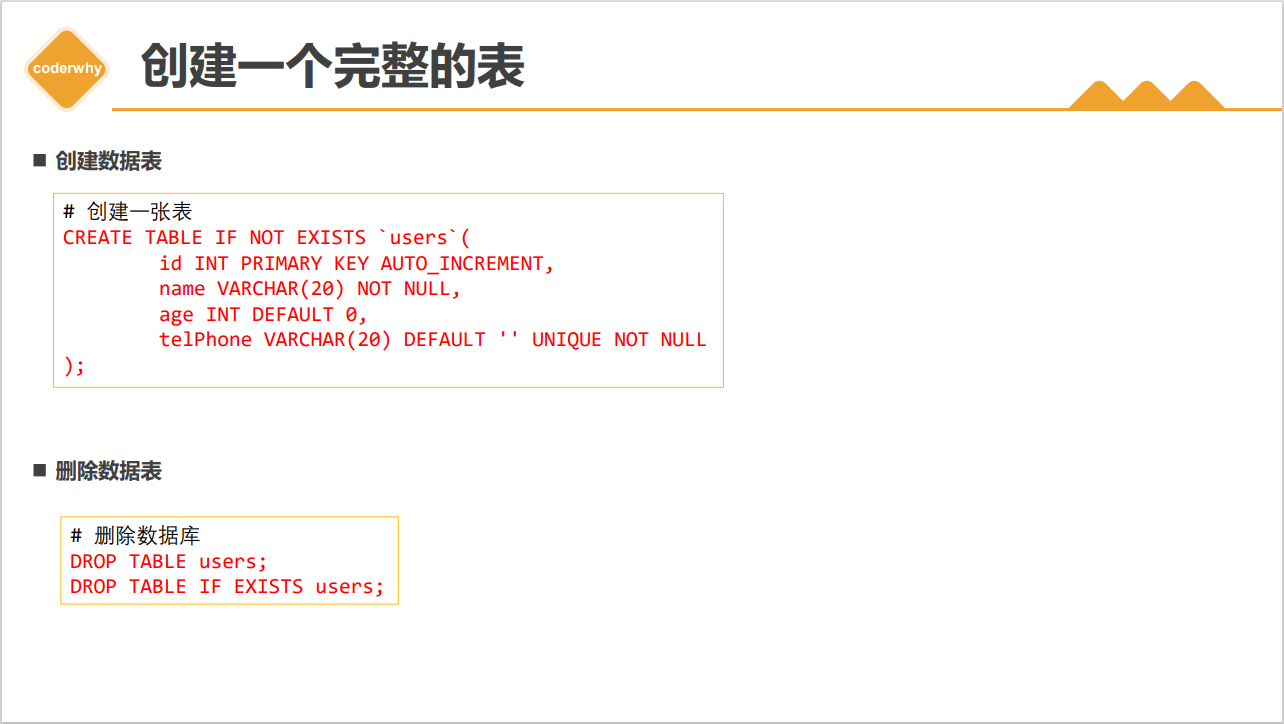 coderwhy
创建一个完整的表
创建数据表
# 创建一张表
CREATE TABLE IF NOT EXISTS `users`(
id INT PRIMARY KEY AUTO_INCREMENT,
name VARCHAR(20) NOT NULL,
age INT DEFAULT 0,
telPhone VARCHAR(20) DEFAULT '' UNIQUE NOT NULL
);
删除数据表
# 删除数据库
DROP TABLE users;
DROP TABLE IF EXISTS users;